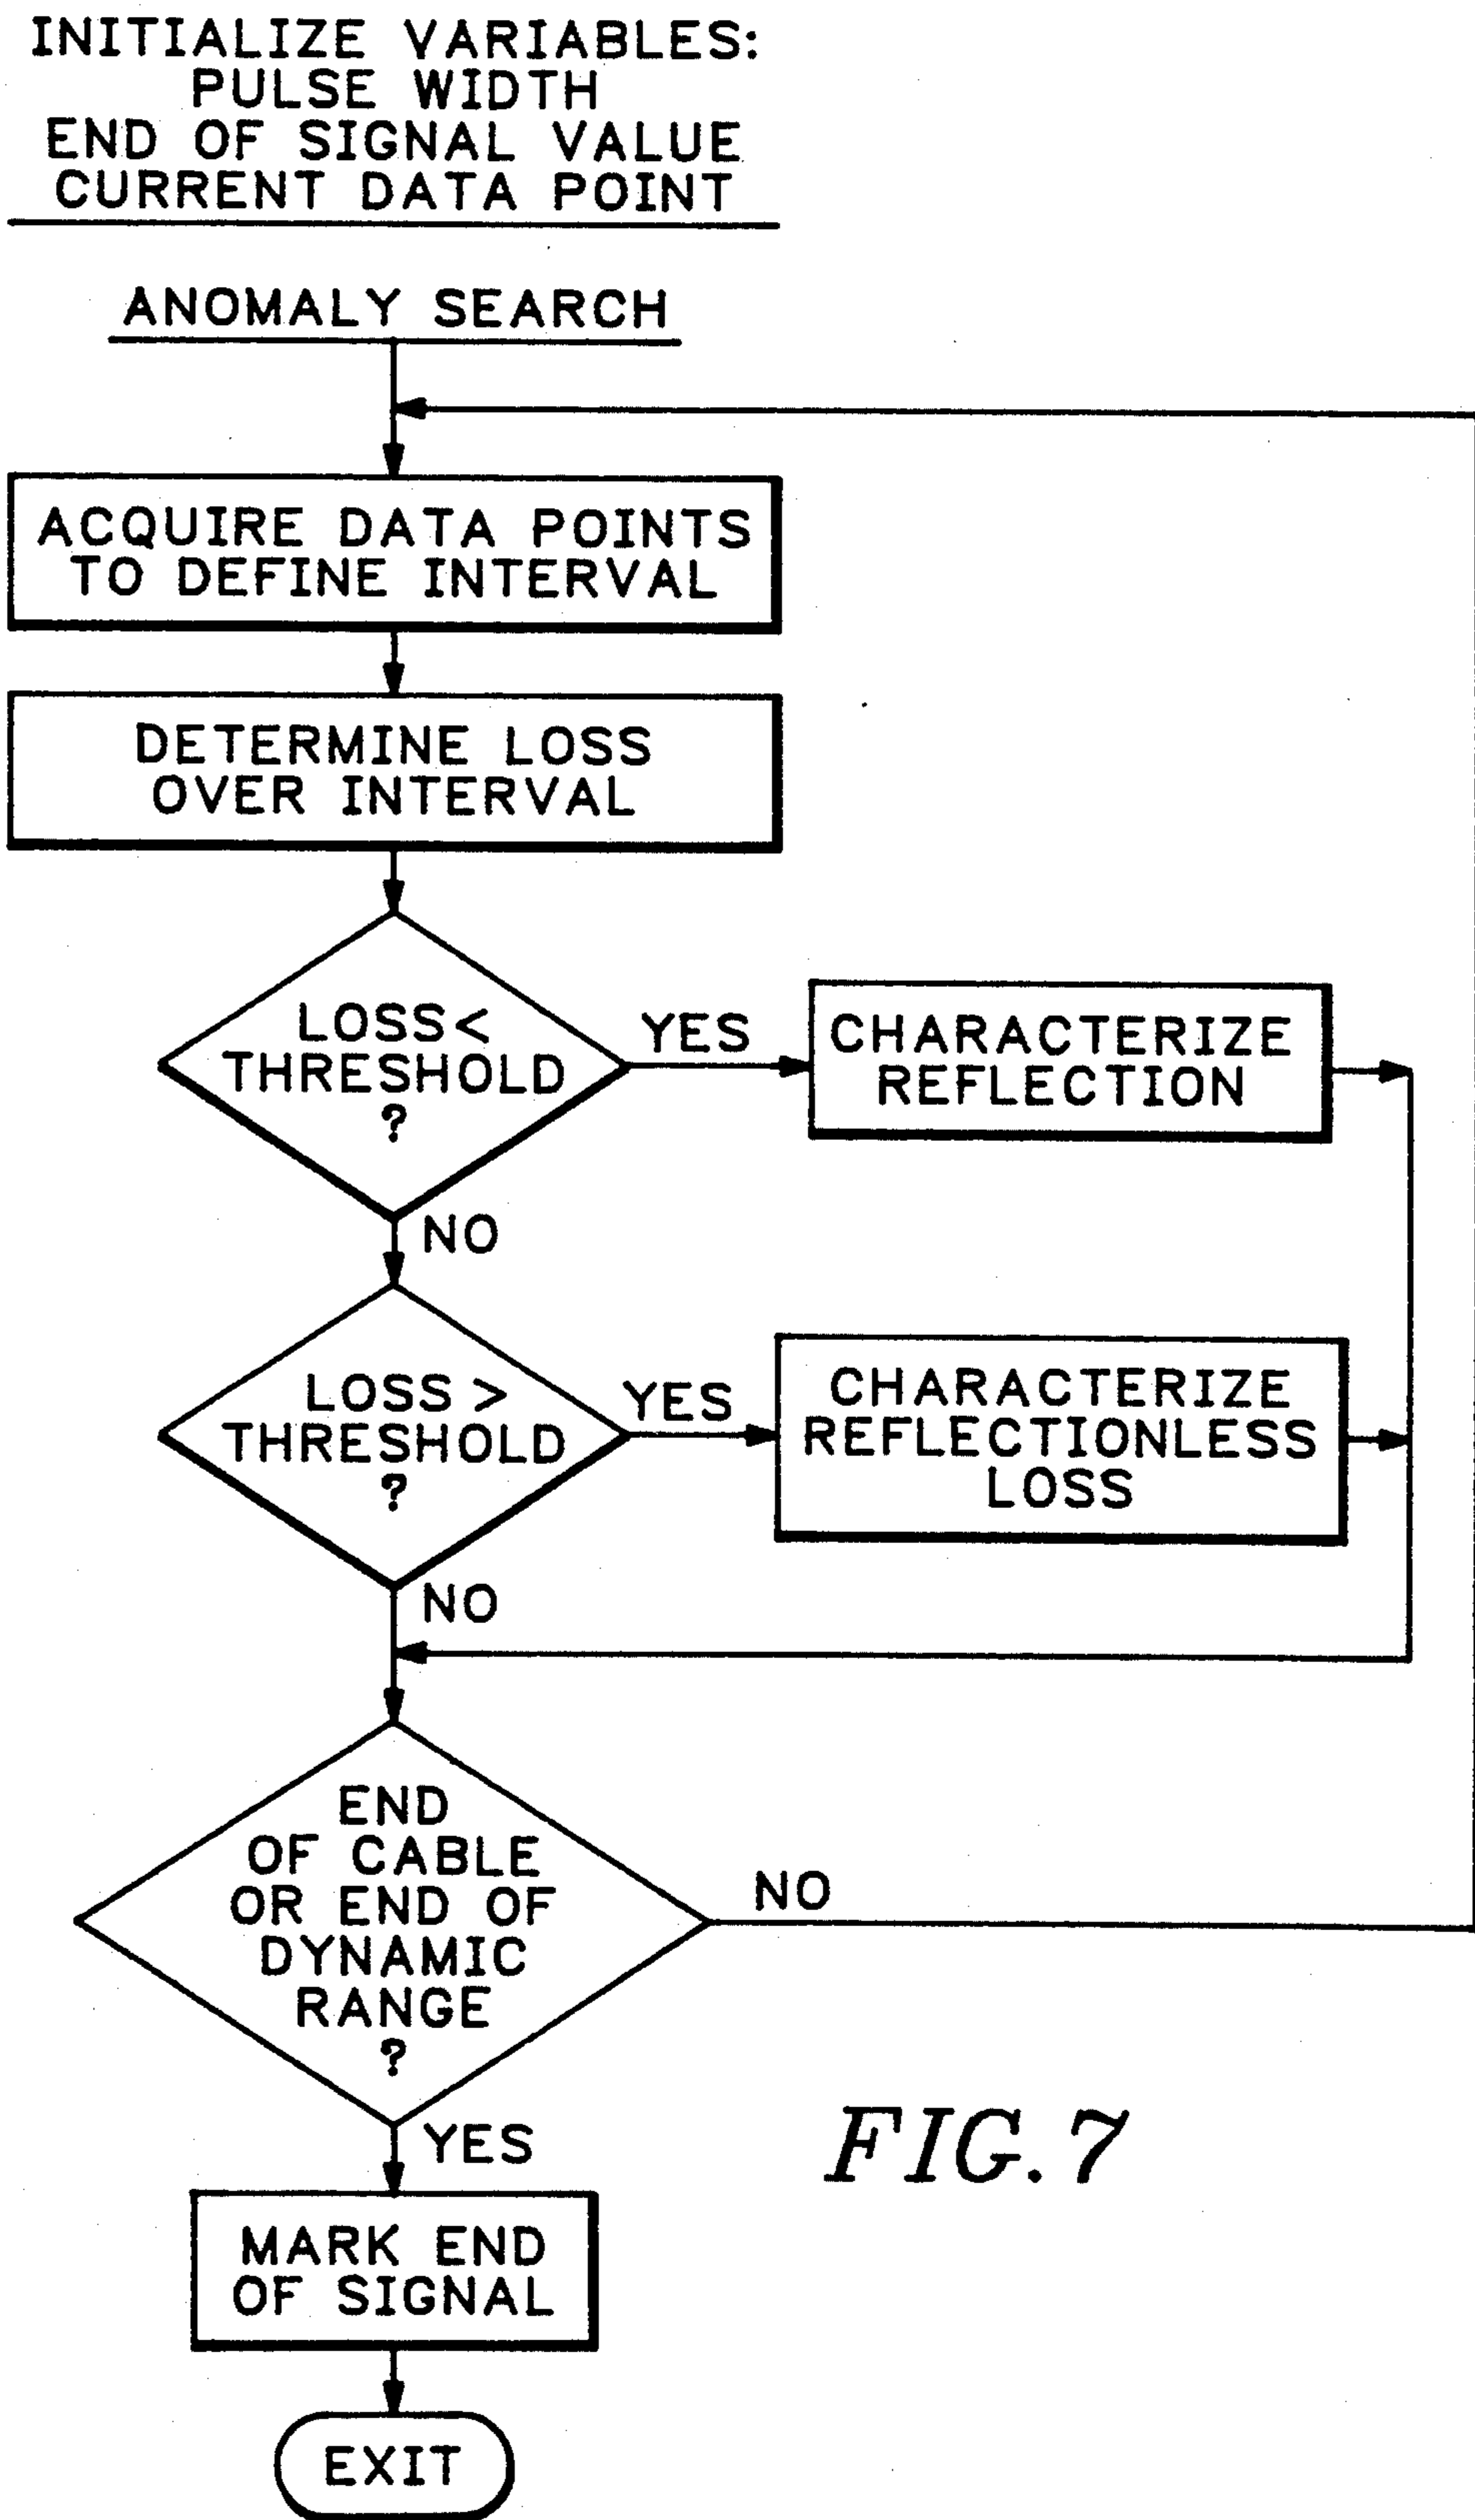 INITIALIZE VARIABLES:
PULSE WIDTH
END OF SIGNAL VALUE
CURRENT DATA POINT
ANOMALY SEARCH
ACQUIRE DATA POINTS
TO DEFINE INTERVAL
DETERMINE LOSS
OVER INTERVAL
LOSS<
THRESHOLD
?
YES
CHARACTERIZE
REFLECTION
NO
LOSS >
THRESHOLD
?
YES
CHARACTERIZE
REFLECTIONLESS
LOSS
NO
END
OF CABLE
OR END OF
DYNAMIC
RANGE
?
NO
YES
MARK END
OF SIGNAL
EXIT
FIG. 7